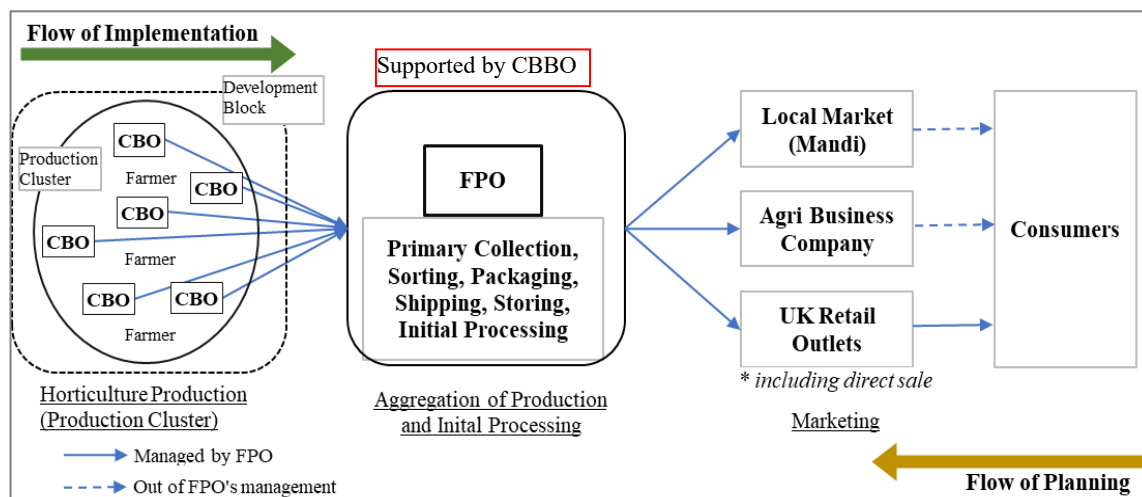 Flow of Implementation
Development
Block
Production
Cluster
CBO
Farmer
CBO
CBO
CBO
Farmer
CBO
CBO
Farmer
Horticulture Production
(Production Cluster)
Supported by CBBO
FPO
Primary Collection,
Sorting, Packaging,
Shipping, Storing,
Initial Processing
Aggregation of Production
and Inital Processing
Local Market
(Mandi)
Agri Business
Company
UK Retail
Outlets
* including direct sale
Marketing
Consumers
Managed by FPO
Out of FPO's management
Flow of Planning